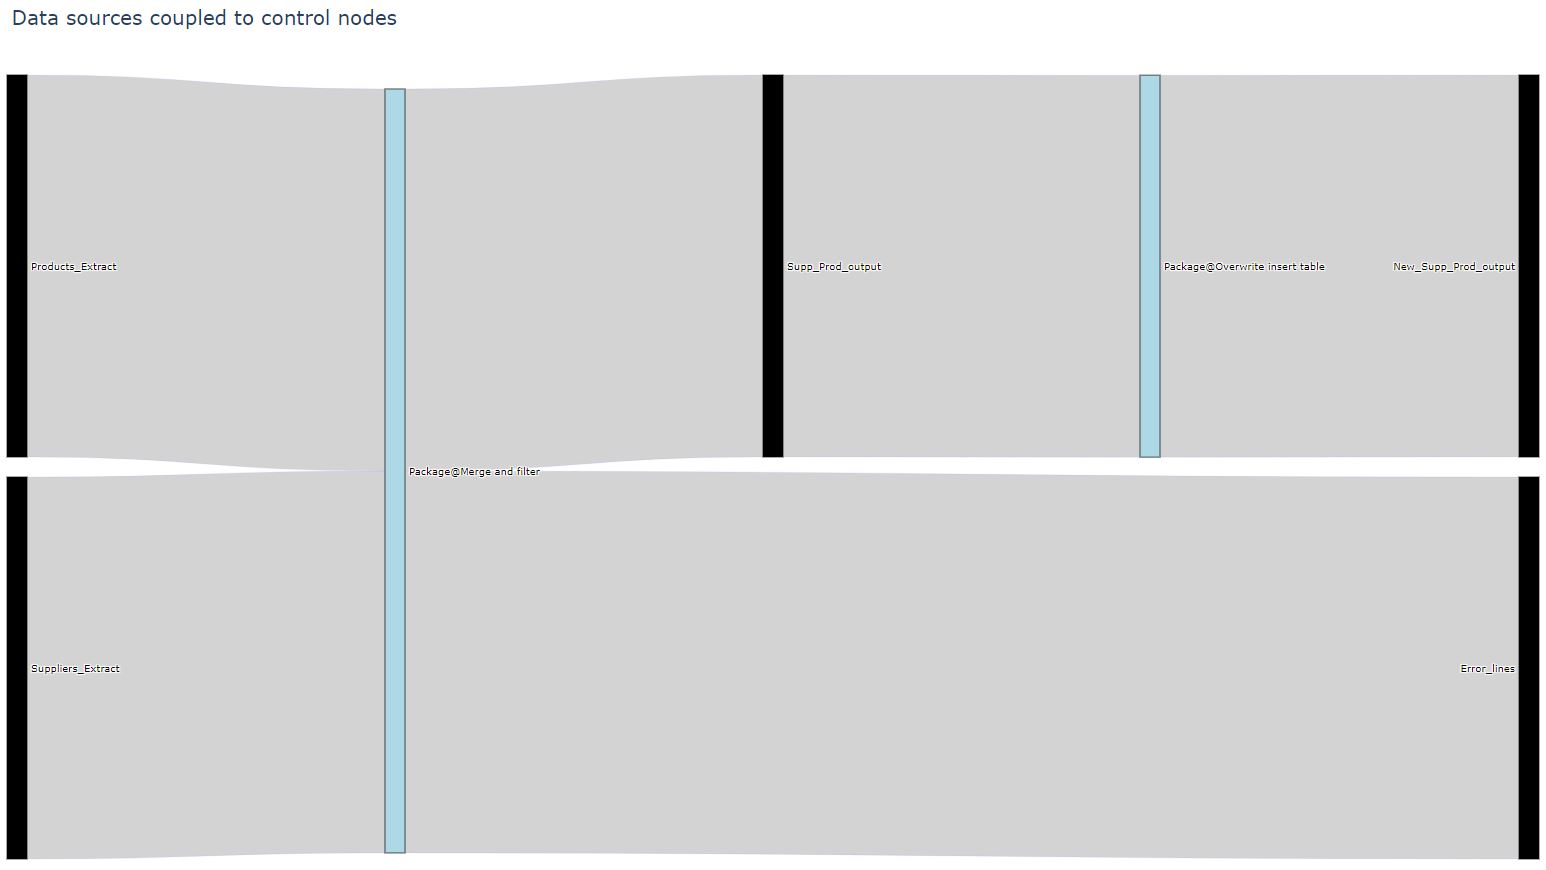 Data sources coupled to control nodes
Products_Extract
Supp_Prod_output
Package@Overwrite insert table
New_Supp_Prod_output
Package@Merge and filter
Suppliers_Extract
Error_lines